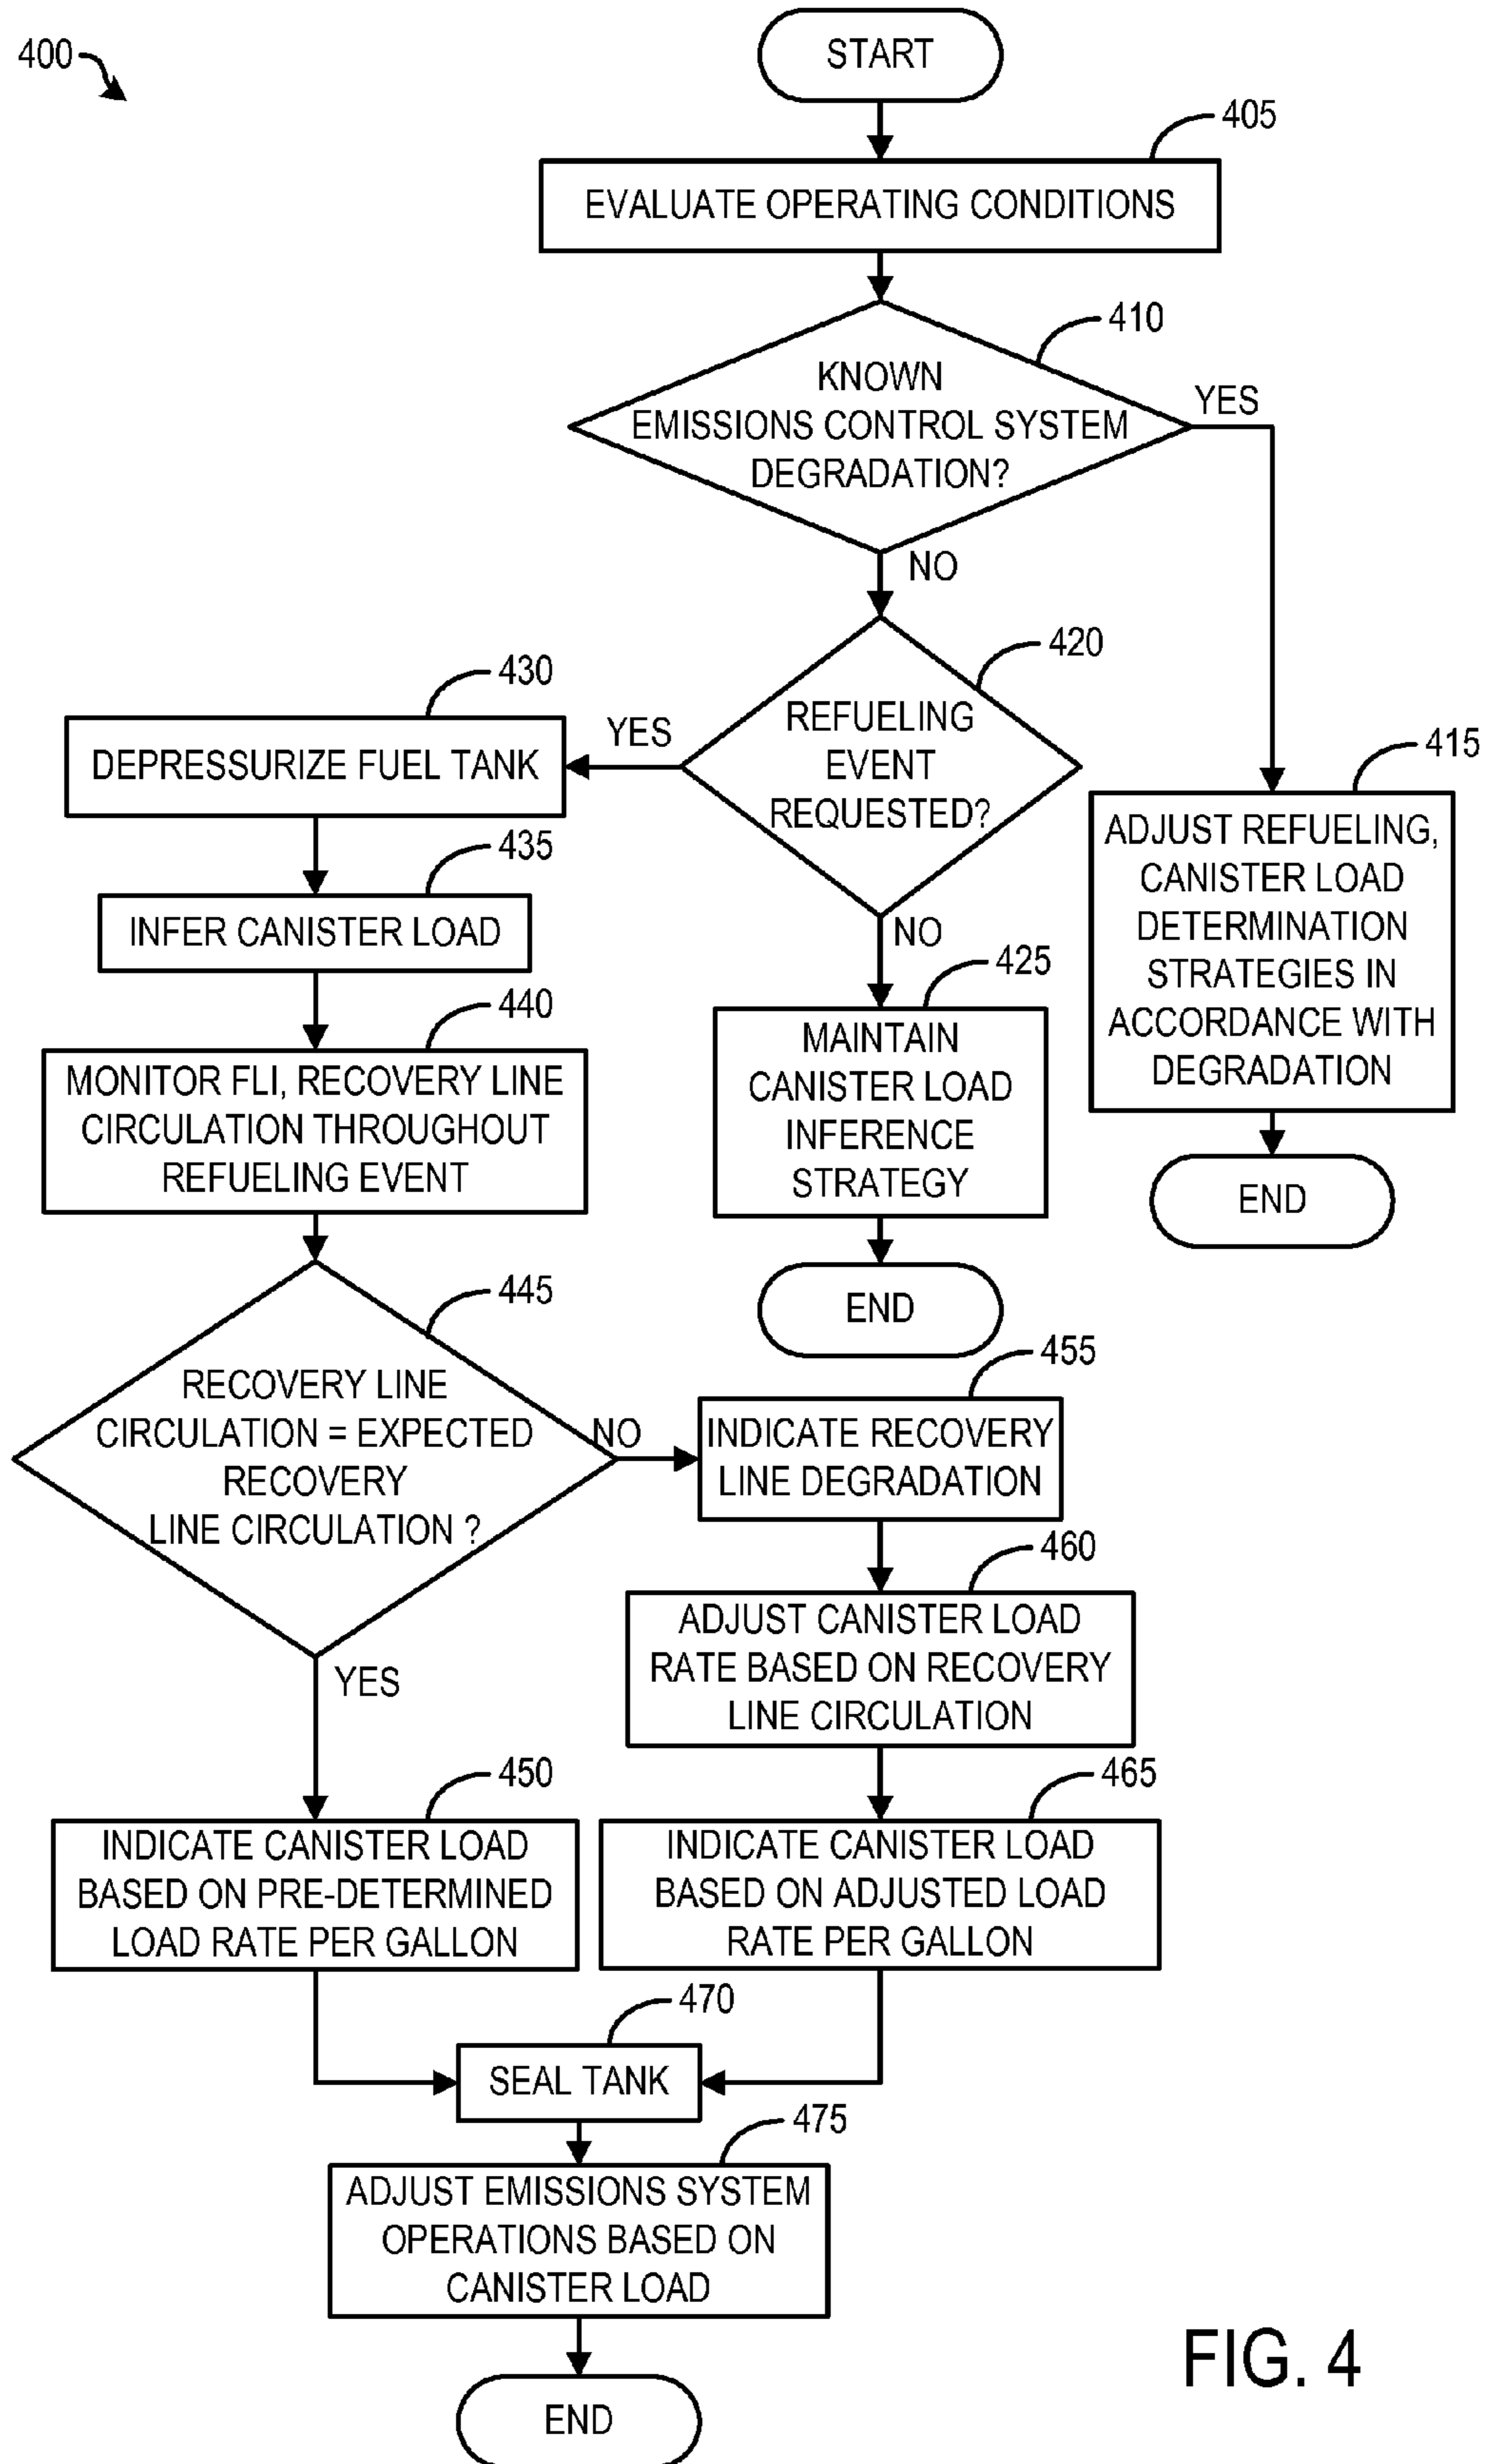 400
START
405
EVALUATE OPERATING CONDITIONS
410
KNOWN
EMISSIONS CONTROL SYSTEM
DEGRADATION?
YES
NO
420
REFUELING
EVENT
REQUESTED?
YES
NO
415
ADJUST REFUELING,
CANISTER LOAD
DETERMINATION
STRATEGIES IN
ACCORDANCE WITH
DEGRADATION
END
425
MAINTAIN
CANISTER LOAD
INFERENCE
STRATEGY
END
430
DEPRESSURIZE FUEL TANK
435
INFER CANISTER LOAD
440
MONITOR FLI, RECOVERY LINE
CIRCULATION THROUGHOUT
REFUELING EVENT
445
RECOVERY LINE
CIRCULATION = EXPECTED
RECOVERY
LINE CIRCULATION ?
NO
YES
455
INDICATE RECOVERY
LINE DEGRADATION
460
ADJUST CANISTER LOAD
RATE BASED ON RECOVERY
LINE CIRCULATION
450
INDICATE CANISTER LOAD
BASED ON PRE-DETERMINED
LOAD RATE PER GALLON
465
INDICATE CANISTER LOAD
BASED ON ADJUSTED LOAD
RATE PER GALLON
470
SEAL TANK
475
ADJUST EMISSIONS SYSTEM
OPERATIONS BASED ON
CANISTER LOAD
END
FIG. 4